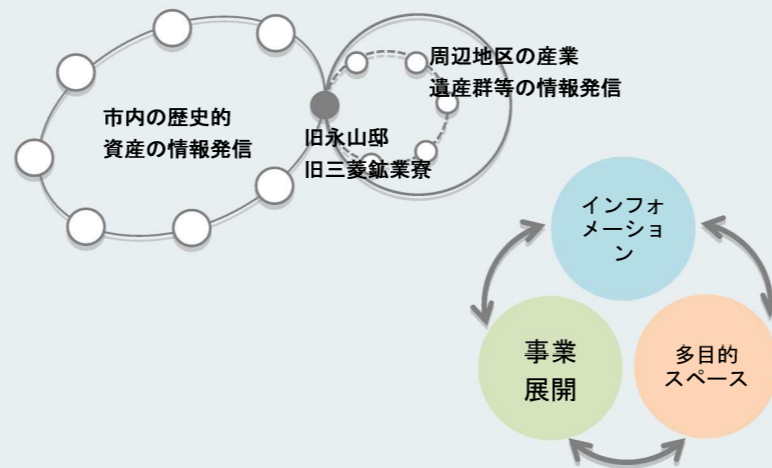 周辺地区の産業
遺産群等の情報発信
市内の歴史的
資産の情報発信
旧永山邸
旧三菱鉱業寮
インフォ
メーショ
ン
事業
展開
多目的
スペース